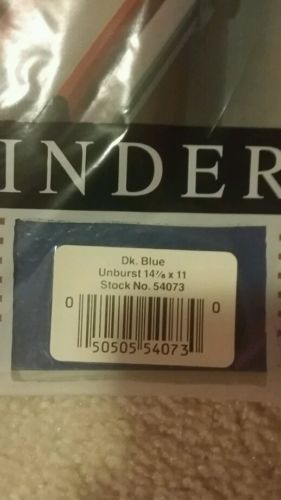 INDER
Dk. Blue
Unburst 14⅞ x 11
Stock No. 54073
0 50505 54073 0